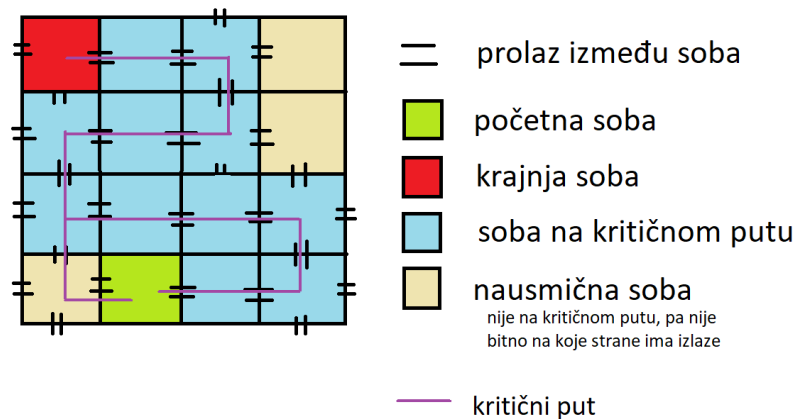 prolaz između soba
početna soba
krajnja soba
soba na kritičnom putu
nausmična soba
nije na kritičnom putu, pa nije
bitno na koje strane ima izlaze
kritični put